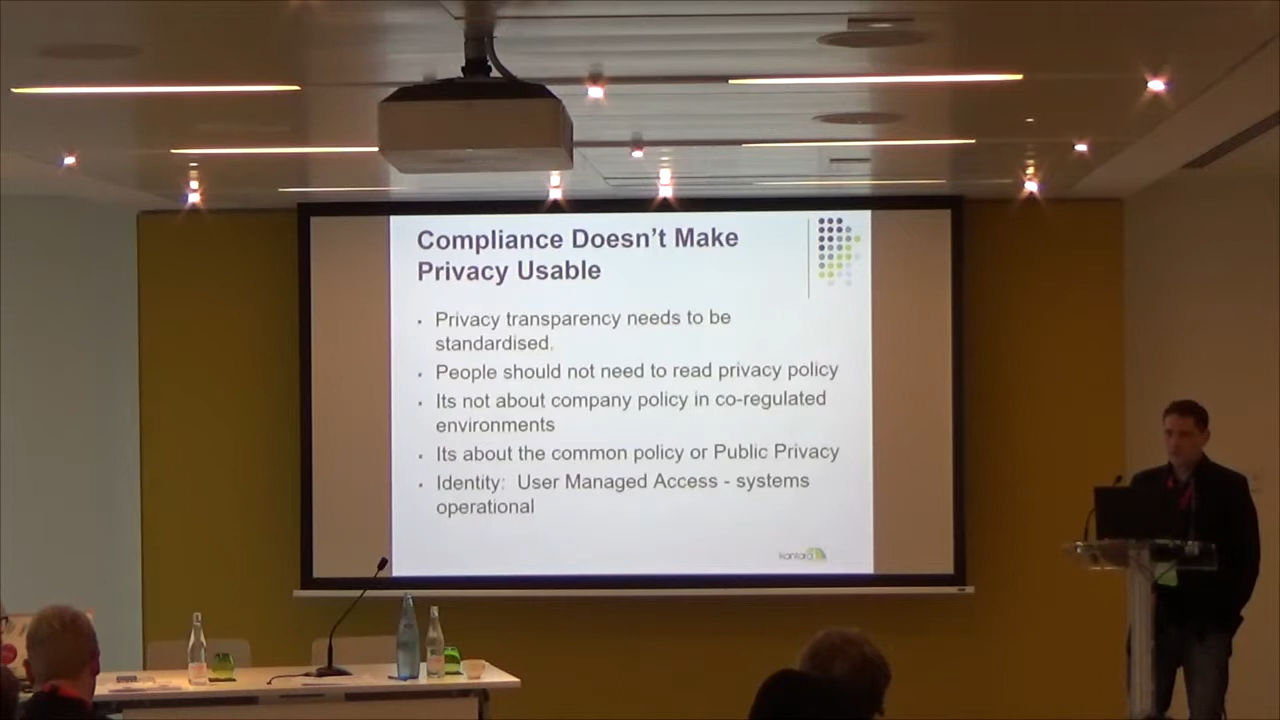 Compliance Doesn't Make
Privacy Usable
Privacy transparency needs to be
standardised.
People should not need to read privacy policy
Its not about company policy in co-regulated
environments
Its about the common policy or Public Privacy
Identity: User Managed Access - systems
operational
kantara